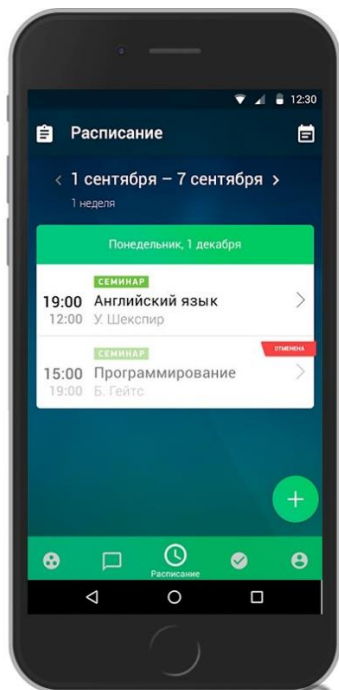 12:30
Расписание
1 сентября – 7 сентября
1 неделя
Понедельник, 1 декабря
СЕМИНАР
19:00 Английский язык
12:00 У. Шекспир
СЕМИНАР
ОТМЕНЕНА
15:00 Программирование
19:00 Б. Гейтс
Расписание